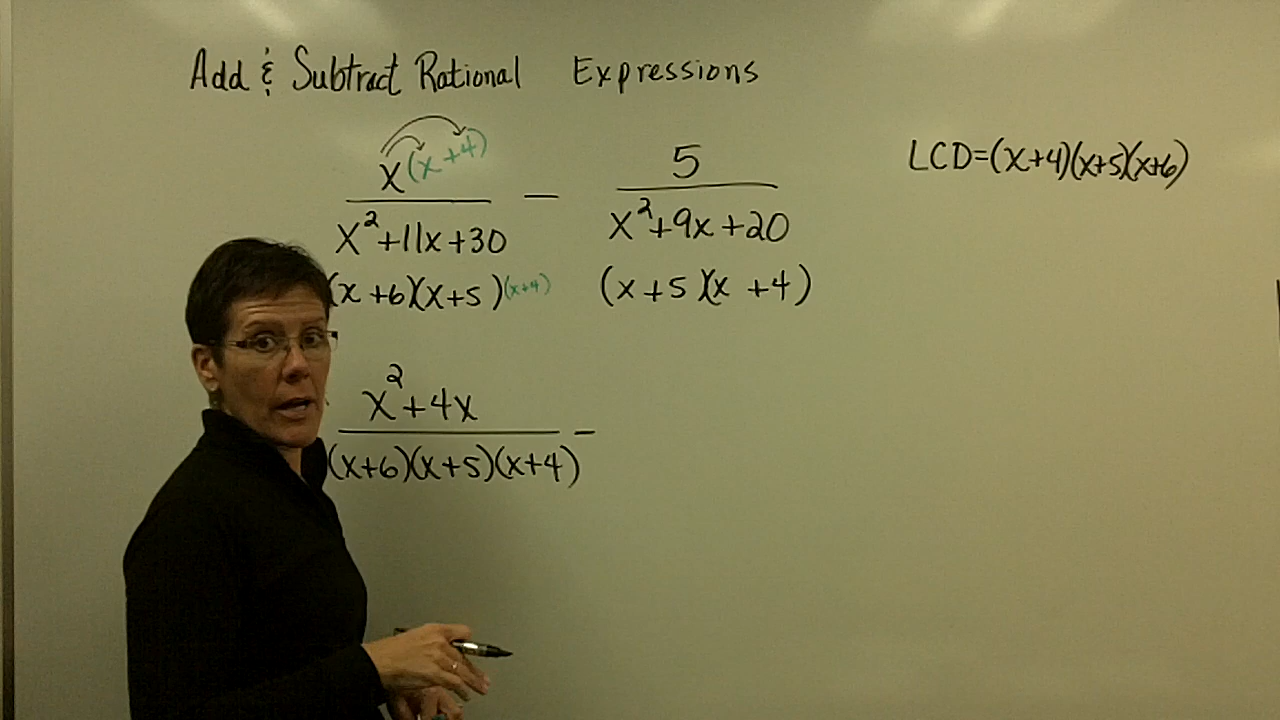 Add & Subtract Rational Expressions
x(x+4) / x²+11x+30 − 5 / x²+9x+20
LCD=(x+4)(x+5)(x+6)
(x+6)(x+5)(x+4) (x+5)(x+4)
x²+4x / (x+6)(x+5)(x+4) −